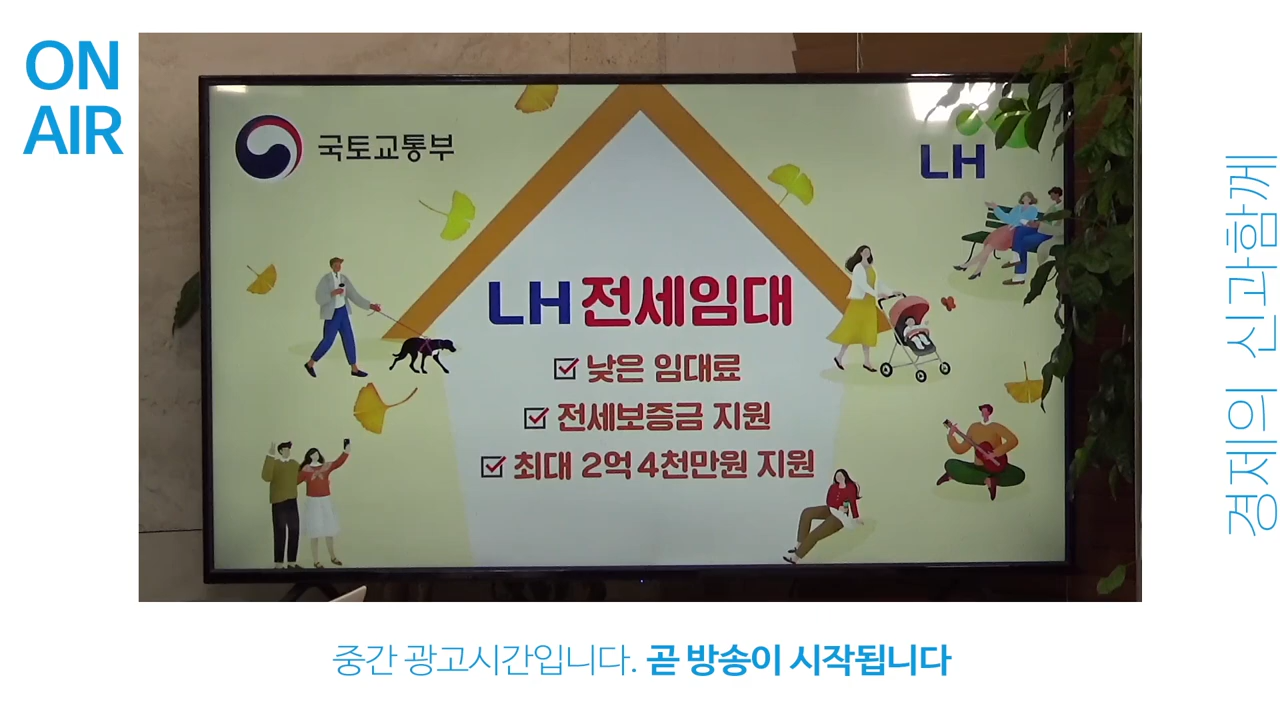 ON
AIR
국토교통부
LH
LH 전세임대
낮은 임대료
전세보증금 지원
최대 2억 4천만원 지원
경제의 신과함께
중간 광고시간입니다. 곧 방송이 시작됩니다